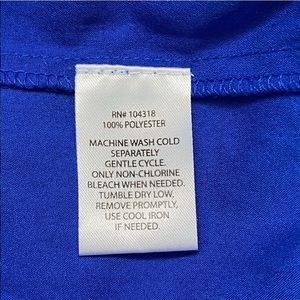 RN# 104318
100% POLYESTER
MACHINE WASH COLD
SEPARATELY
GENTLE CYCLE.
ONLY NON-CHLORINE
BLEACH WHEN NEEDED.
TUMBLE DRY LOW,
REMOVE PROMPTLY,
USE COOL IRON
IF NEEDED.